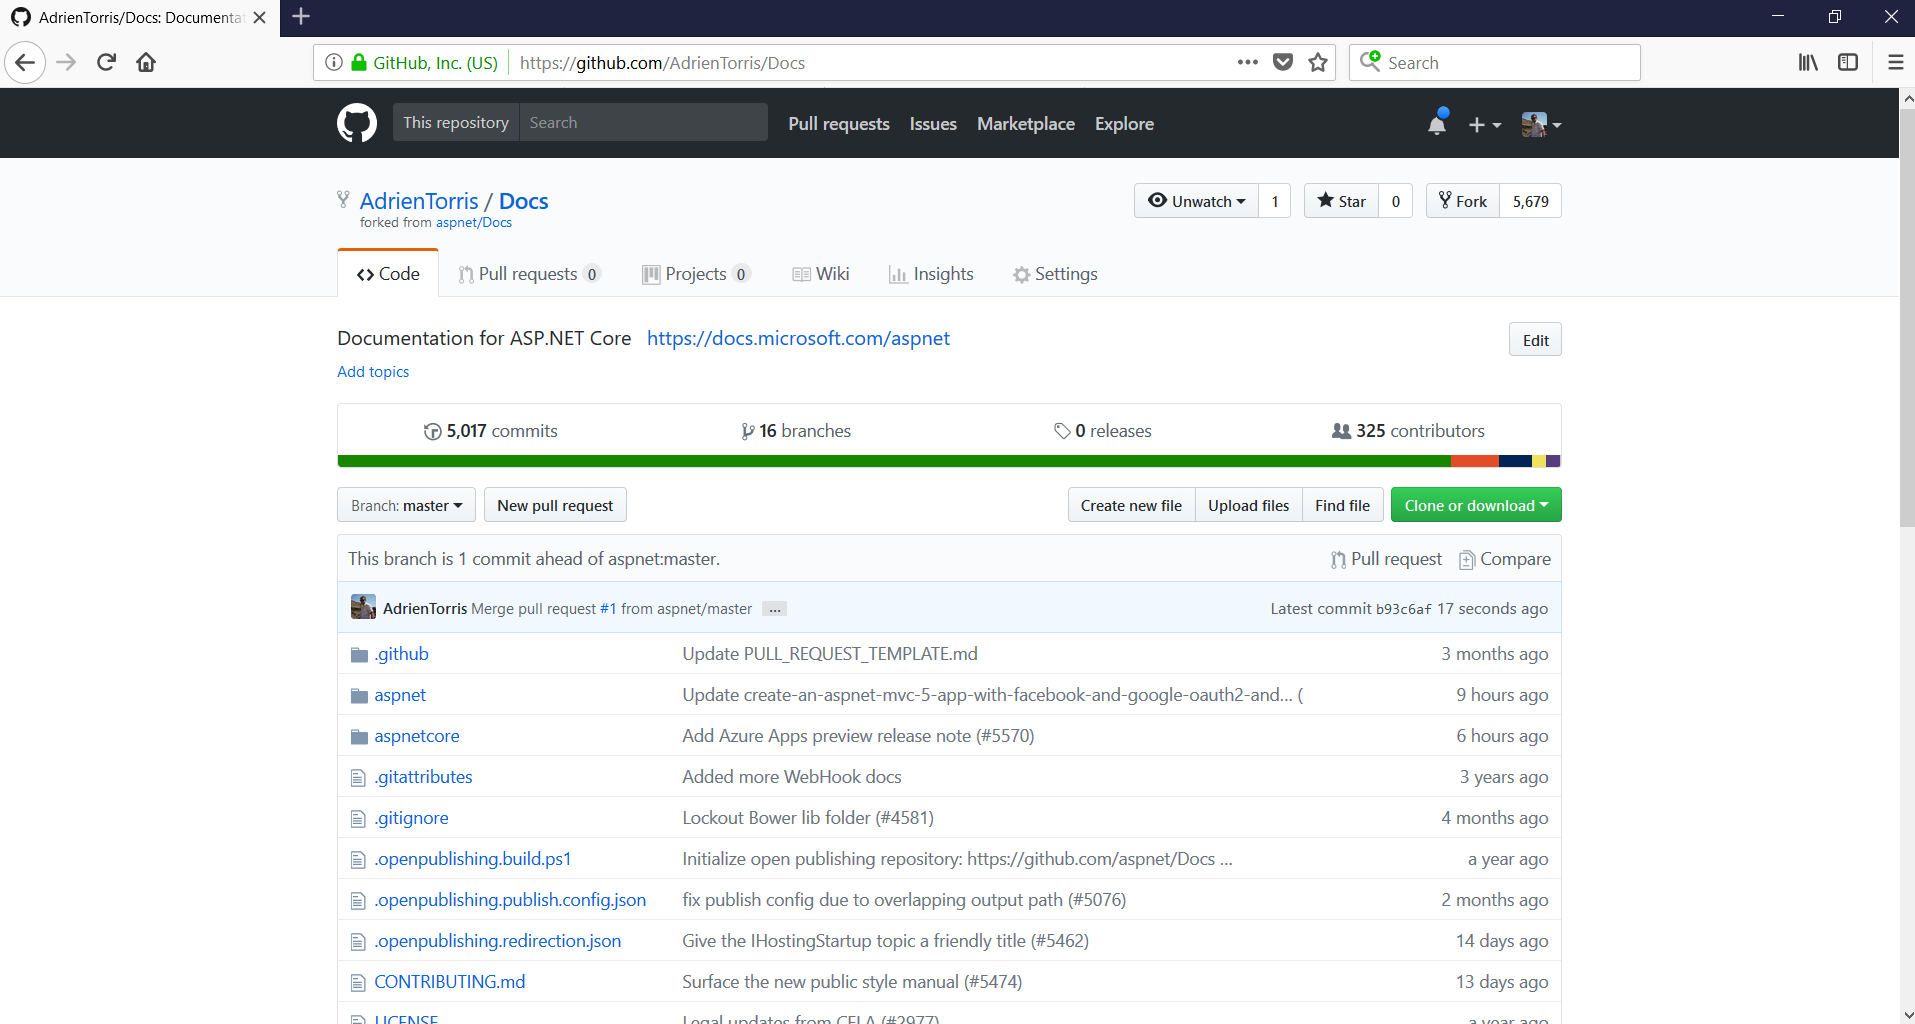 AdrienTorris/Docs: Documentat
GitHub, Inc. (US) https://github.com/AdrienTorris/Docs Search
This repository Search Pull requests Issues Marketplace Explore
AdrienTorris / Docs Unwatch 1 Star 0 Fork 5,679
forked from aspnet/Docs
Code Pull requests 0 Projects 0 Wiki Insights Settings
Documentation for ASP.NET Core https://docs.microsoft.com/aspnet Edit
Add topics
5,017 commits 16 branches 0 releases 325 contributors
Branch: master New pull request Create new file Upload files Find file Clone or download
This branch is 1 commit ahead of aspnet:master. Pull request Compare
AdrienTorris Merge pull request #1 from aspnet/master ... Latest commit b93c6af 17 seconds ago
.github Update PULL_REQUEST_TEMPLATE.md 3 months ago
aspnet Update create-an-aspnet-mvc-5-app-with-facebook-and-google-oauth2-and... ( 9 hours ago
aspnetcore Add Azure Apps preview release note (#5570) 6 hours ago
.gitattributes Added more WebHook docs 3 years ago
.gitignore Lockout Bower lib folder (#4581) 4 months ago
.openpublishing.build.ps1 Initialize open publishing repository: https://github.com/aspnet/Docs ... a year ago
.openpublishing.publish.config.json fix publish config due to overlapping output path (#5076) 2 months ago
.openpublishing.redirection.json Give the IHostingStartup topic a friendly title (#5462) 14 days ago
CONTRIBUTING.md Surface the new public style manual (#5474) 13 days ago
LICENSE Legal updates from CELA (#2977) a year ago